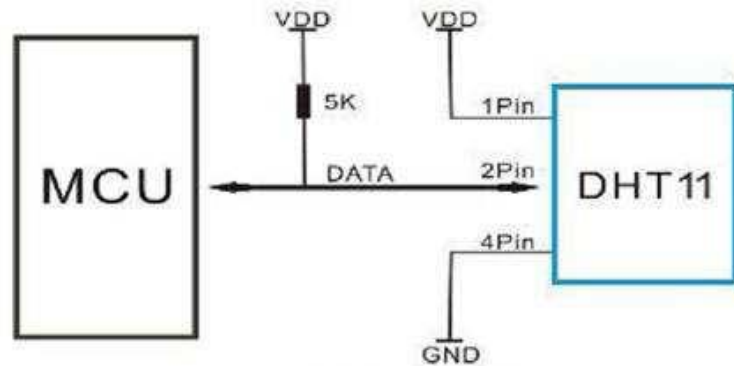 VDD
VDD
5K
1Pin
MCU
DATA
2Pin
DHT11
4Pin
GND